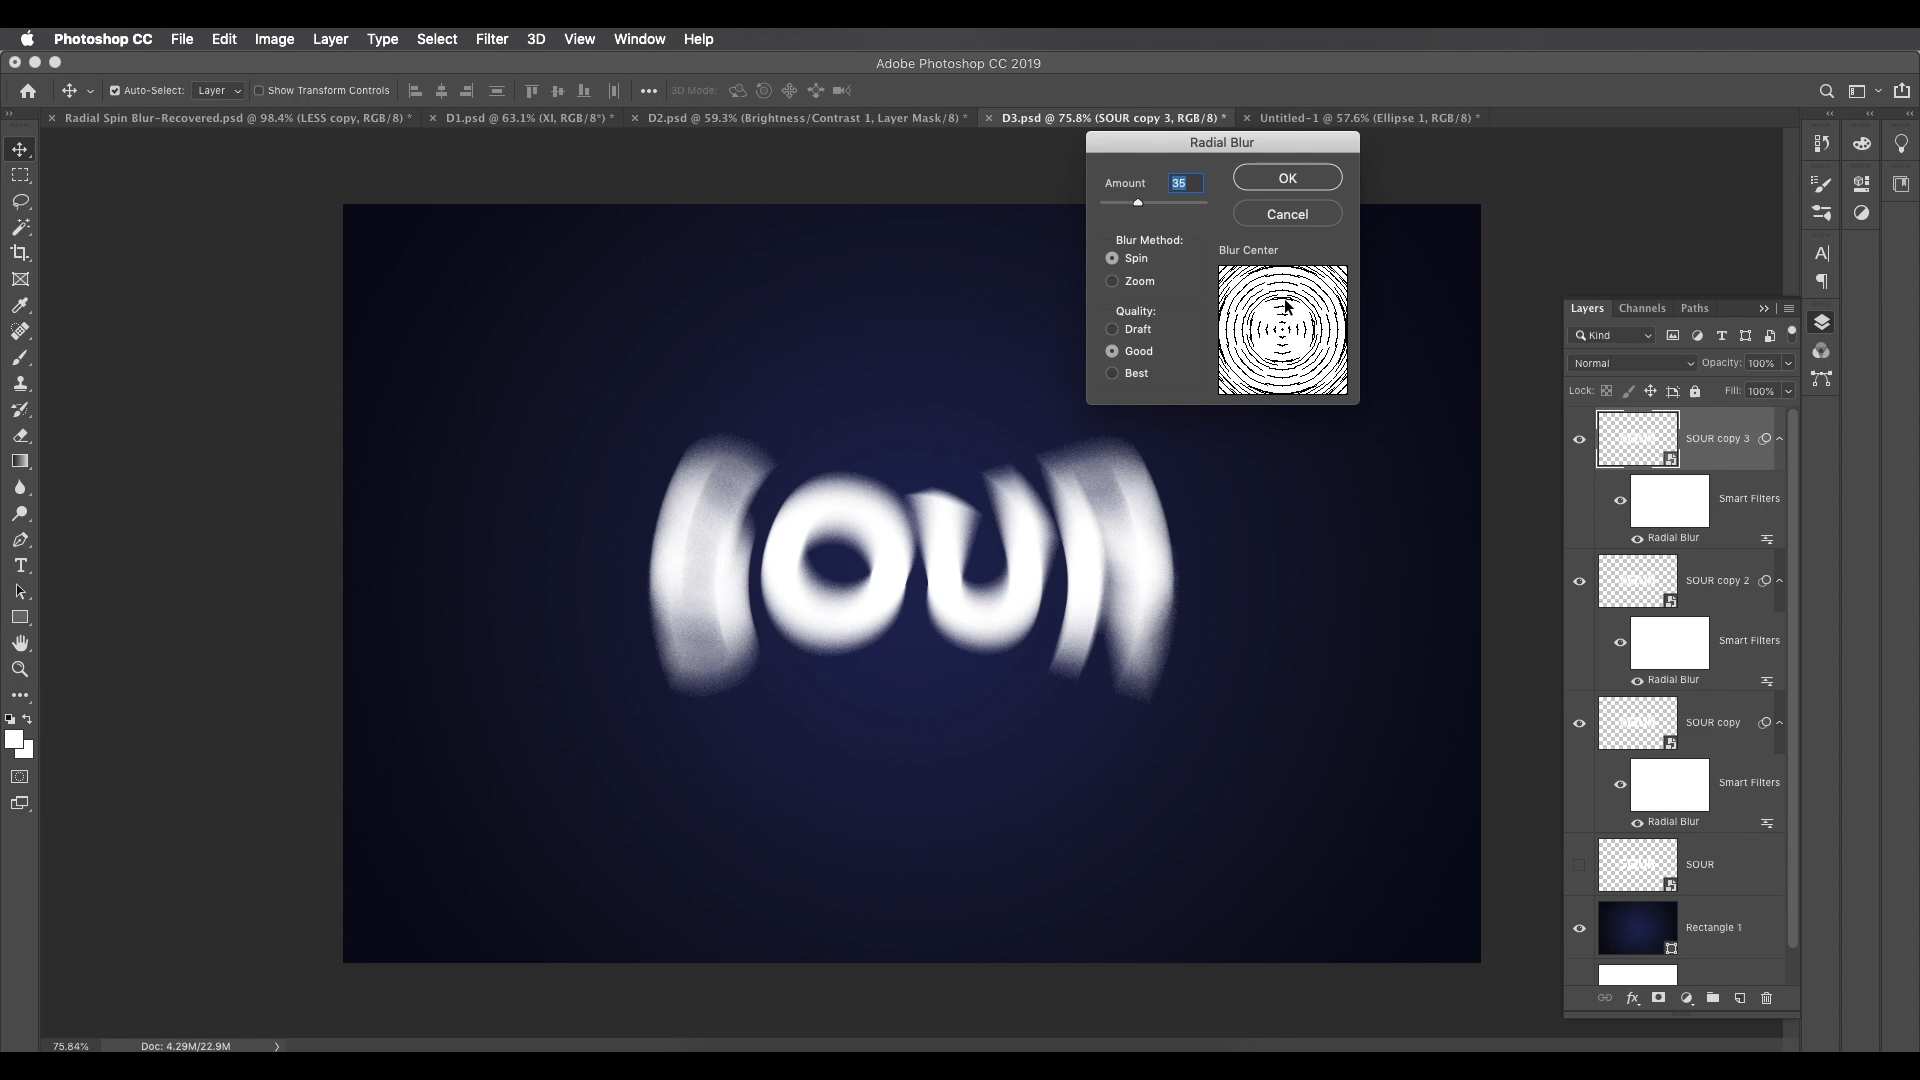 Photoshop CC File Edit Image Layer Type Select Filter 3D View Window Help
Adobe Photoshop CC 2019
Auto-Select: Layer Show Transform Controls 3D Mode:
Radial Spin Blur-Recovered.psd @ 98.4% (LESS copy, RGB/8) * D1.psd @ 63.1% (XI, RGB/8*) * D2.psd @ 59.3% (Brightness/Contrast 1, Layer Mask/8) * D3.psd @ 75.8% (SOUR copy 3, RGB/8) * Untitled-1 @ 57.6% (Ellipse 1, RGB/8) *
Radial Blur
Amount 35 OK
Cancel
Blur Method: Blur Center
Spin
Zoom
Quality:
Draft
Good
Best
OU
Layers Channels Paths
Kind
Normal Opacity: 100%
Lock: Fill: 100%
SOUR copy 3
Smart Filters
Radial Blur
SOUR copy 2
Smart Filters
Radial Blur
SOUR copy
Smart Filters
Radial Blur
SOUR
Rectangle 1
fx
75.84% Doc: 4.29M/22.9M